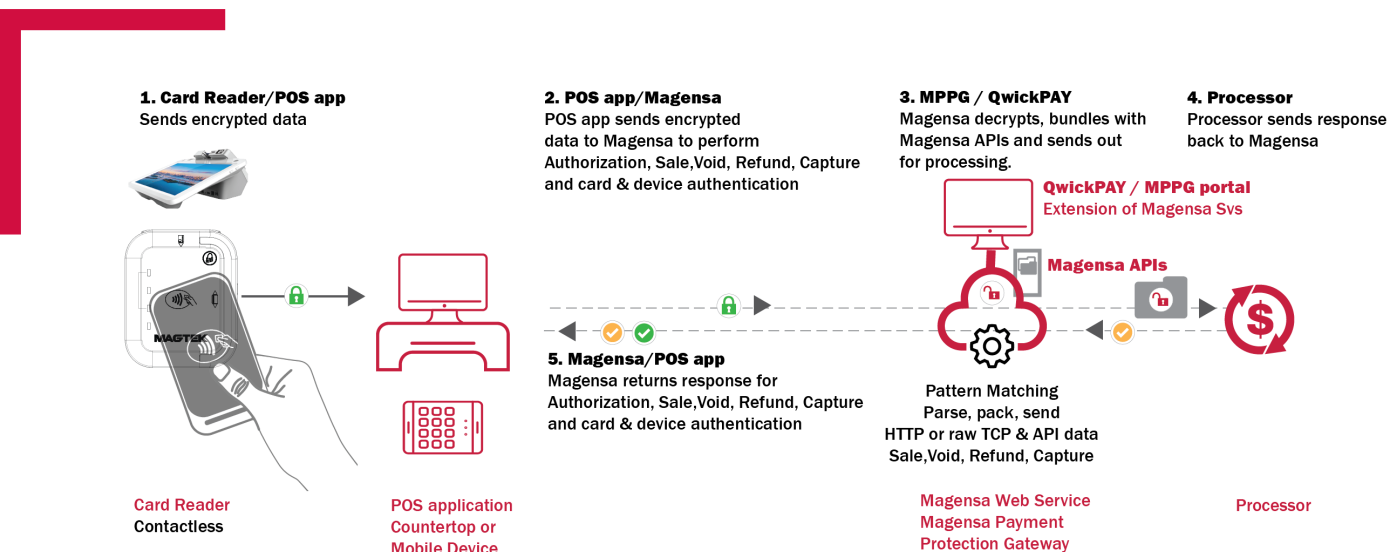 1. Card Reader/POS app
Sends encrypted data
2. POS app/Magensa
POS app sends encrypted
data to Magensa to perform
Authorization, Sale,Void, Refund, Capture
and card & device authentication
3. MPPG / QwickPAY
Magensa decrypts, bundles with
Magensa APIs and sends out
for processing.
4. Processor
Processor sends response
back to Magensa
QwickPAY / MPPG portal
Extension of Magensa Svs
Magensa APIs
$
MAGTEK
5. Magensa/POS app
Magensa returns response for
Authorization, Sale,Void, Refund, Capture
and card & device authentication
Pattern Matching
Parse, pack, send
HTTP or raw TCP & API data
Sale,Void, Refund, Capture
Card Reader
Contactless
POS application
Countertop or
Mobile Device
Magensa Web Service
Magensa Payment
Protection Gateway
Processor